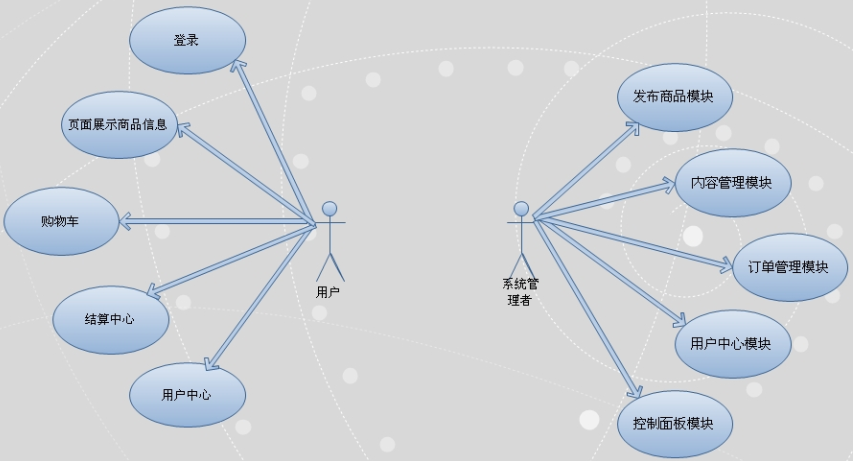 登录
页面展示商品信息
购物车
结算中心
用户中心
用户
系统管
理者
发布商品模块
内容管理模块
订单管理模块
用户中心模块
控制面板模块